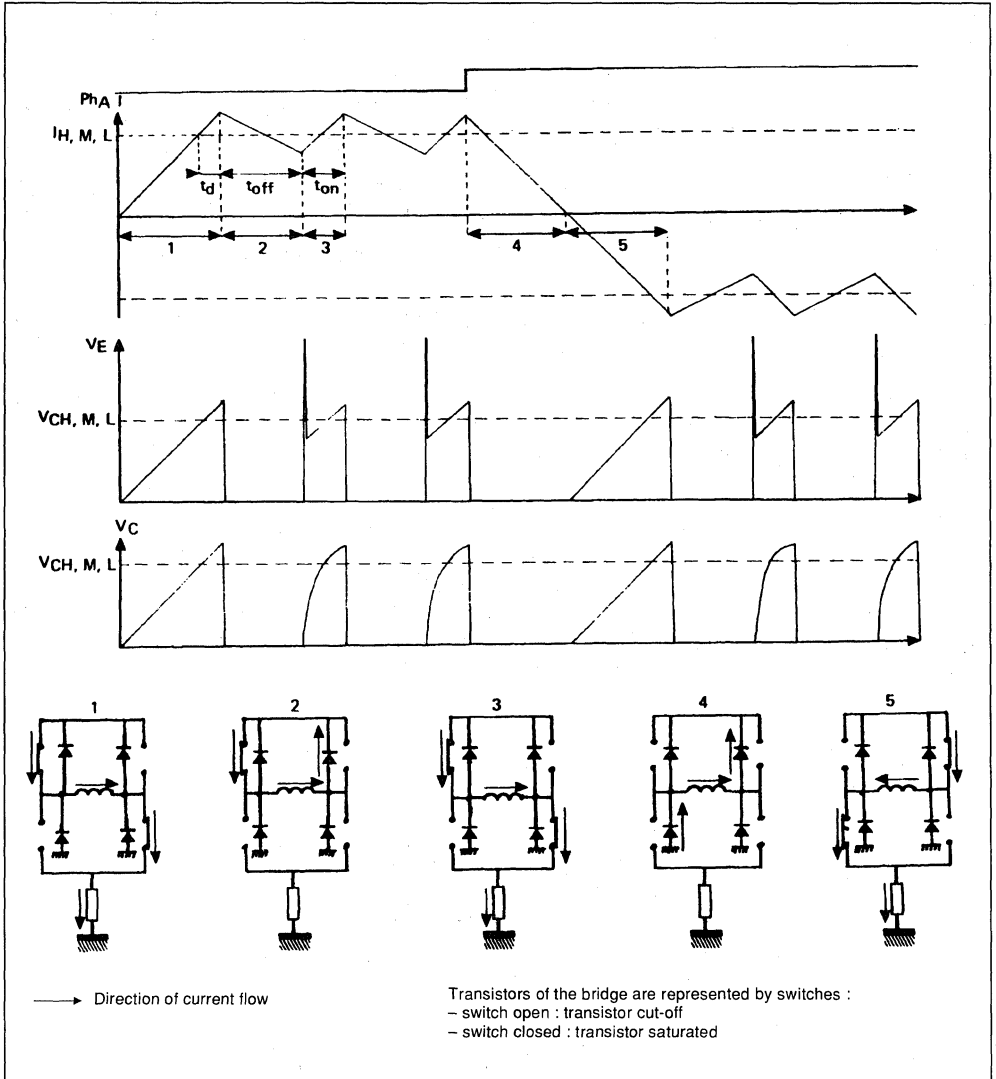 PhA
IH, M, L
td toff ton
1 2 3 4 5
VE
VCH, M, L
VC
VCH, M, L
1 2 3 4 5
Direction of current flow
Transistors of the bridge are represented by switches :
– switch open : transistor cut-off
– switch closed : transistor saturated